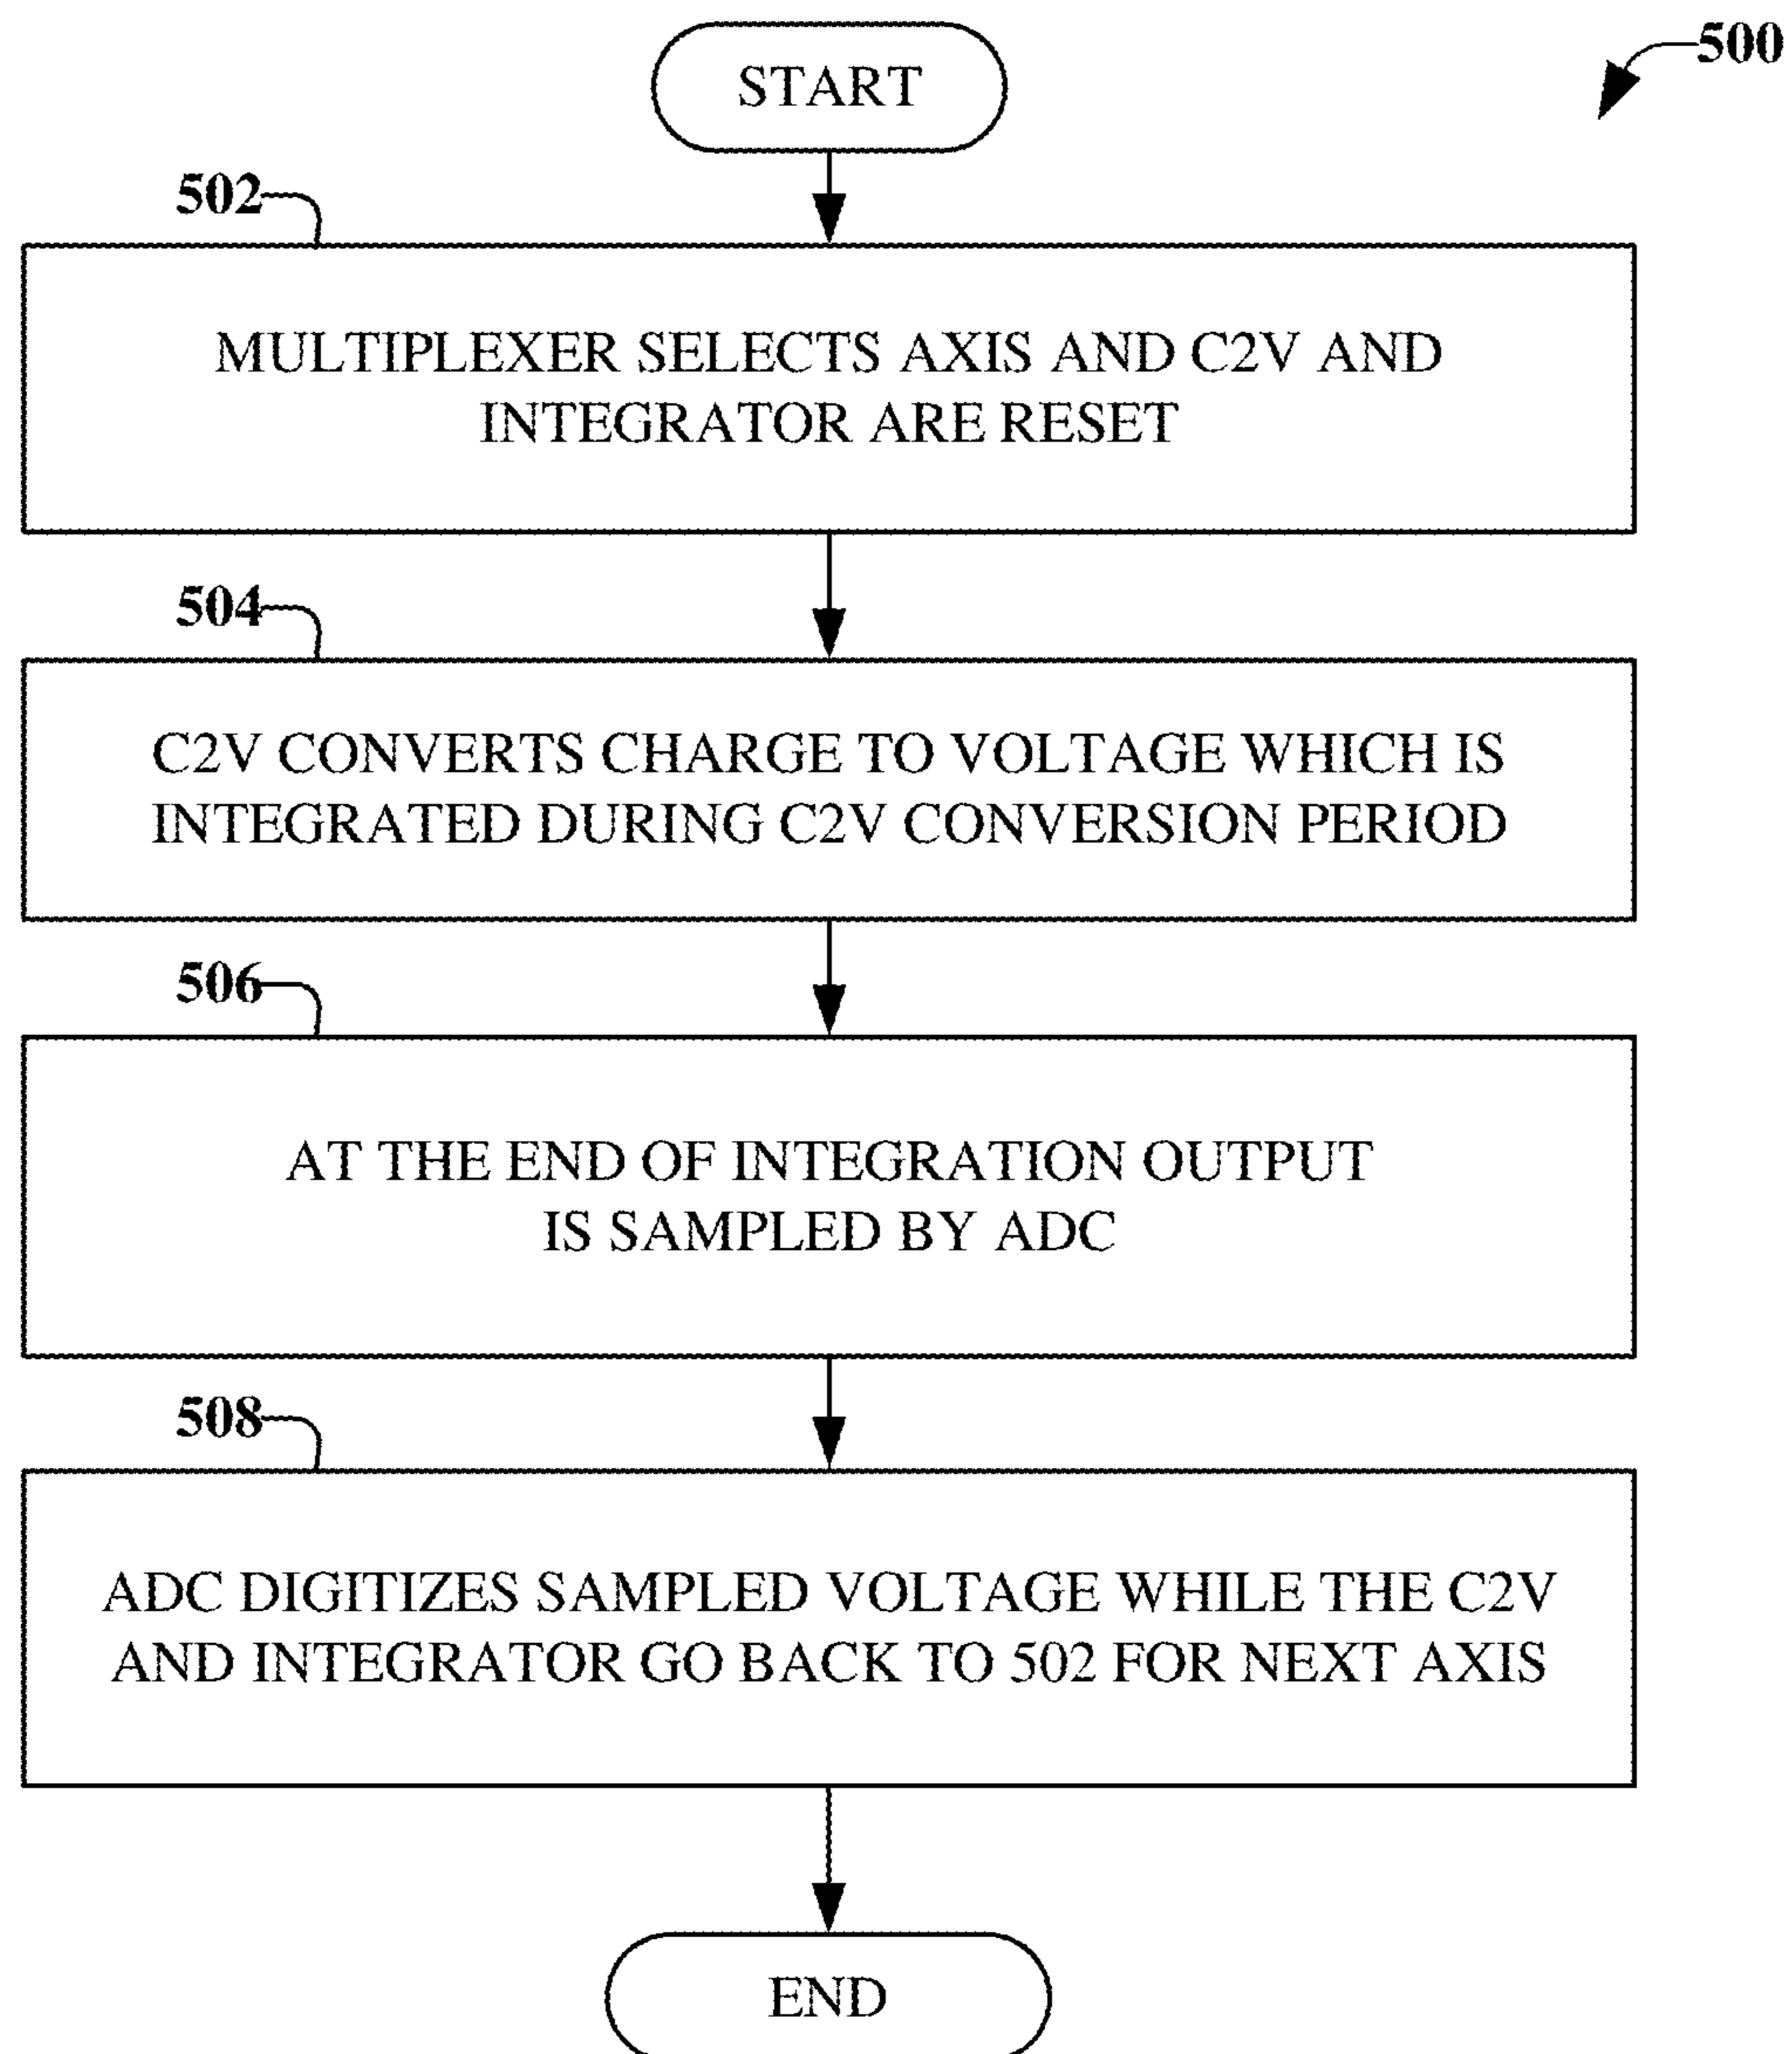 START
500
502
MULTIPLEXER SELECTS AXIS AND C2V AND
INTEGRATOR ARE RESET
504
C2V CONVERTS CHARGE TO VOLTAGE WHICH IS
INTEGRATED DURING C2V CONVERSION PERIOD
506
AT THE END OF INTEGRATION OUTPUT
IS SAMPLED BY ADC
508
ADC DIGITIZES SAMPLED VOLTAGE WHILE THE C2V
AND INTEGRATOR GO BACK TO 502 FOR NEXT AXIS
END